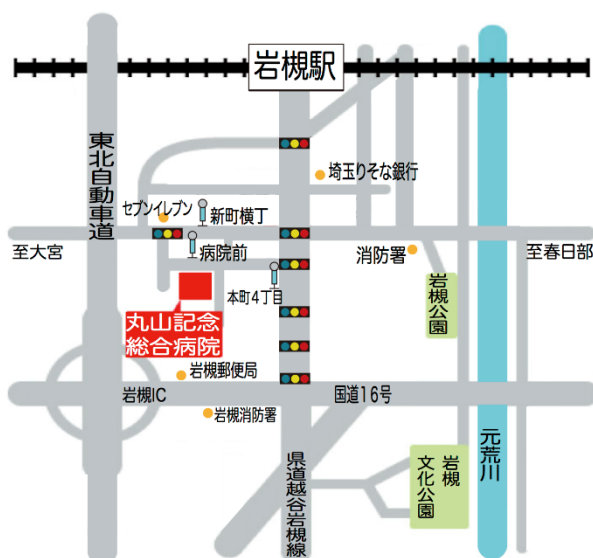 岩槻駅
東北自動車道
埼玉りそな銀行
セブンイレブン
新町横丁
至大宮
病院前
消防署
至春日部
本町4丁目
岩槻公園
丸山記念
総合病院
岩槻郵便局
岩槻IC
国道16号
岩槻消防署
元荒川
県道越谷岩槻線
岩槻
文化公園